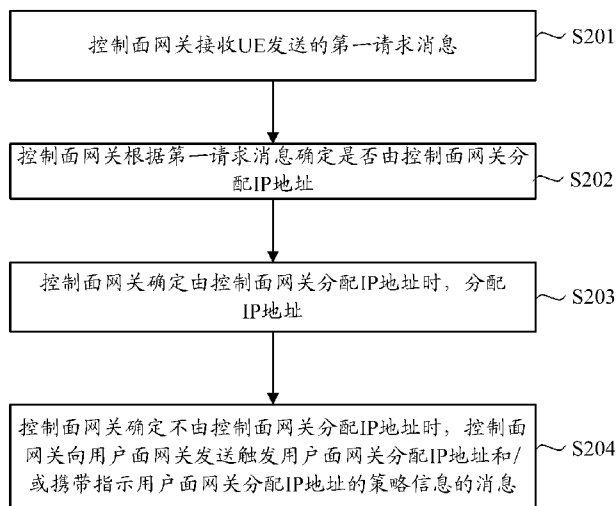 控制面网关接收UE发送的第一请求消息
S201
控制面网关根据第一请求消息确定是否由控制面网关分
配IP地址
S202
控制面网关确定由控制面网关分配IP地址时，分配
IP地址
S203
控制面网关确定不由控制面网关分配IP地址时，控制面
网关向用户面网关发送触发用户面网关分配IP地址和/
或携带指示用户面网关分配IP地址的策略信息的消息
S204